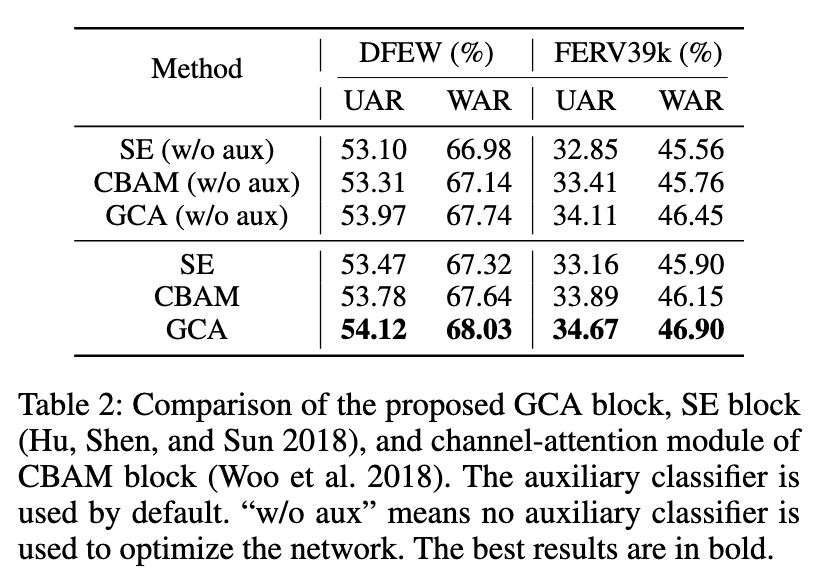 Method DFEW (%) FERV39k (%)
UAR WAR UAR WAR
SE (w/o aux) 53.10 66.98 32.85 45.56
CBAM (w/o aux) 53.31 67.14 33.41 45.76
GCA (w/o aux) 53.97 67.74 34.11 46.45
SE 53.47 67.32 33.16 45.90
CBAM 53.78 67.64 33.89 46.15
GCA 54.12 68.03 34.67 46.90
Table 2: Comparison of the proposed GCA block, SE block
(Hu, Shen, and Sun 2018), and channel-attention module of
CBAM block (Woo et al. 2018). The auxiliary classifier is
used by default. “w/o aux” means no auxiliary classifier is
used to optimize the network. The best results are in bold.